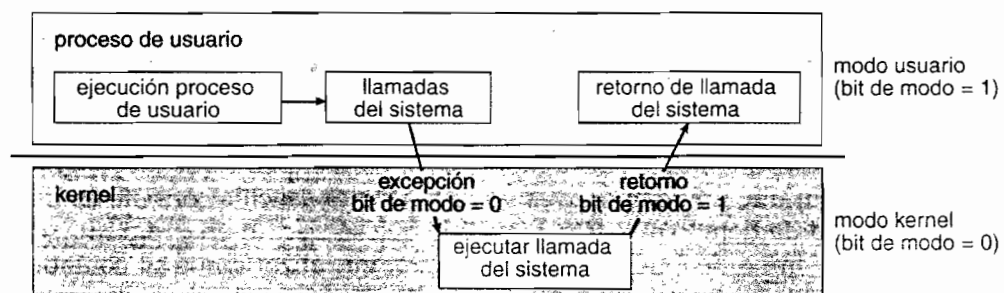 proceso de usuario
ejecución proceso
de usuario
llamadas
del sistema
retorno de llamada
del sistema
modo usuario
(bit de modo = 1)
kernel
excepción
bit de modo = 0
retorno
bit de modo = 1
ejecutar llamada
del sistema
modo kernel
(bit de modo = 0)